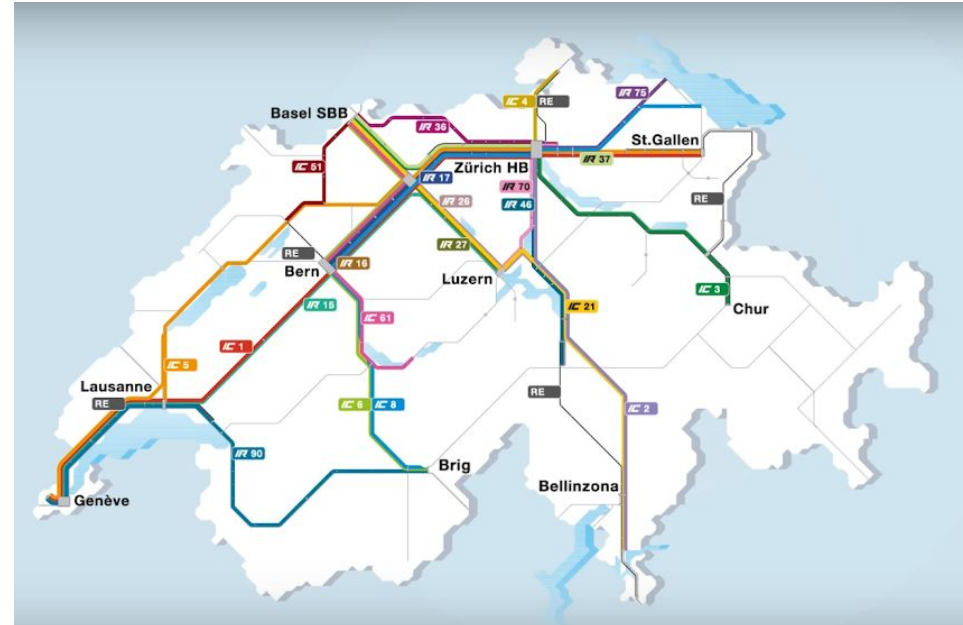 IR 75
IC 4
RE
Basel SBB
IR 36
St.Gallen
IR 37
Zürich HB
IC 51
IR 17
IR 70
RE
IR 26
IR 46
IR 27
RE
IR 16
Bern
Luzern
IC 3
IR 15
IC 21
Chur
IC 61
IC 1
IC 5
Lausanne
RE
RE
IC 6
IC 8
IC 2
IR 90
Brig
Bellinzona
Genève